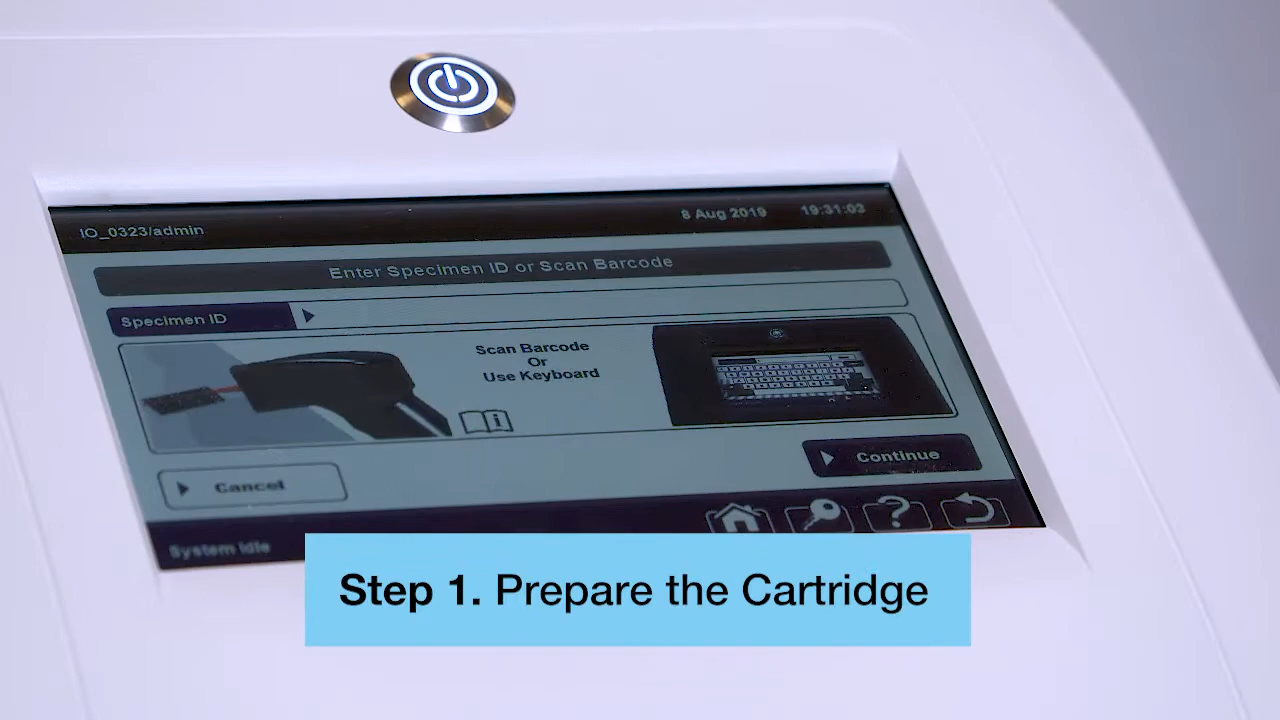 IO_0323/admin
8 Aug 2019 19:31:03
Enter Specimen ID or Scan Barcode
Specimen ID
Scan Barcode
Or
Use Keyboard
Continue
Cancel
System Idle
Step 1. Prepare the Cartridge